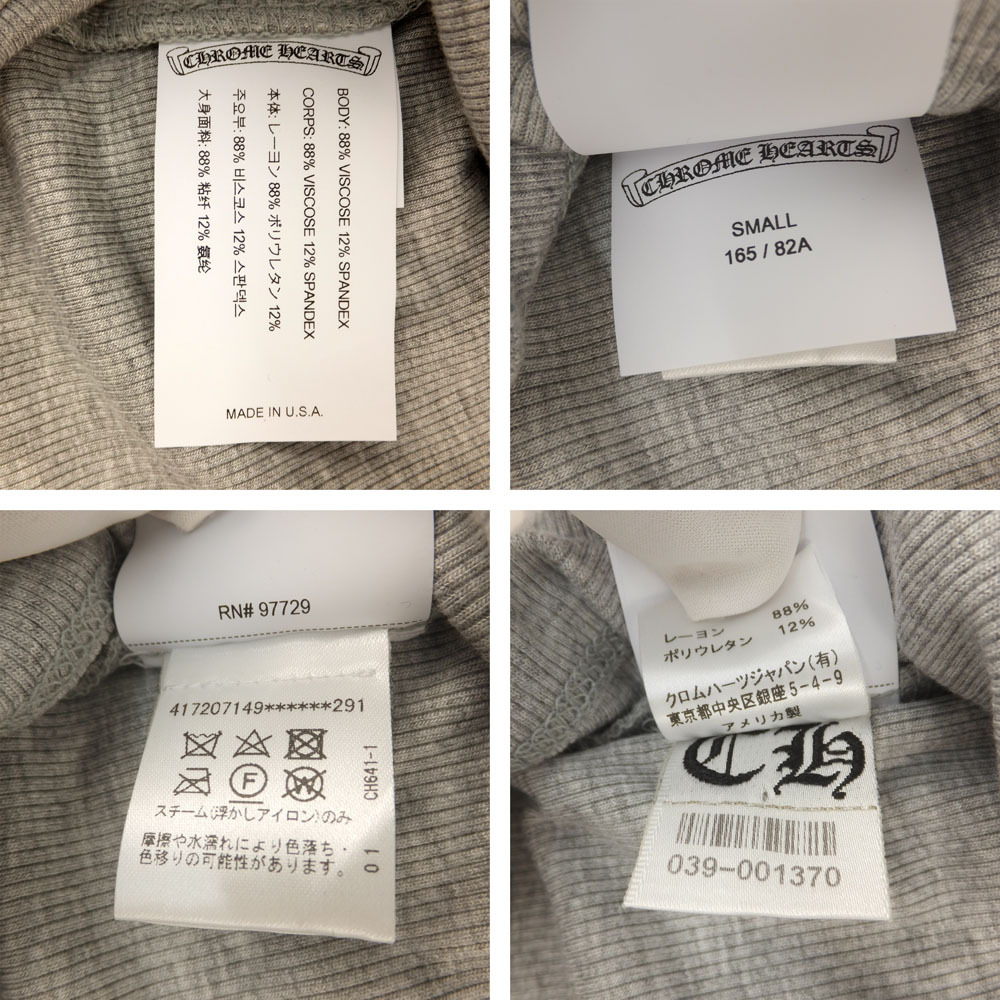 CHROME HEARTS
BODY: 88% VISCOSE 12% SPANDEX
CORPS: 88% VISCOSE 12% SPANDEX
本体: レーヨン 88% ポリウレタン 12%
주요부: 88% 비스코스 12% 스판덱스
大身面料: 88% 粘纤 12% 氨纶
MADE IN U.S.A.
CHROME HEARTS
SMALL
165 / 82A
RN# 97729
417207149******291
F
W
スチーム(浮かしアイロン)のみ
摩擦や水濡れにより色落ち・
色移りの可能性があります。
01 CH641-1
レーヨン 88%
ポリウレタン 12%
クロムハーツジャパン(有)
東京都中央区銀座5-4-9
アメリカ製
CH
039-001370